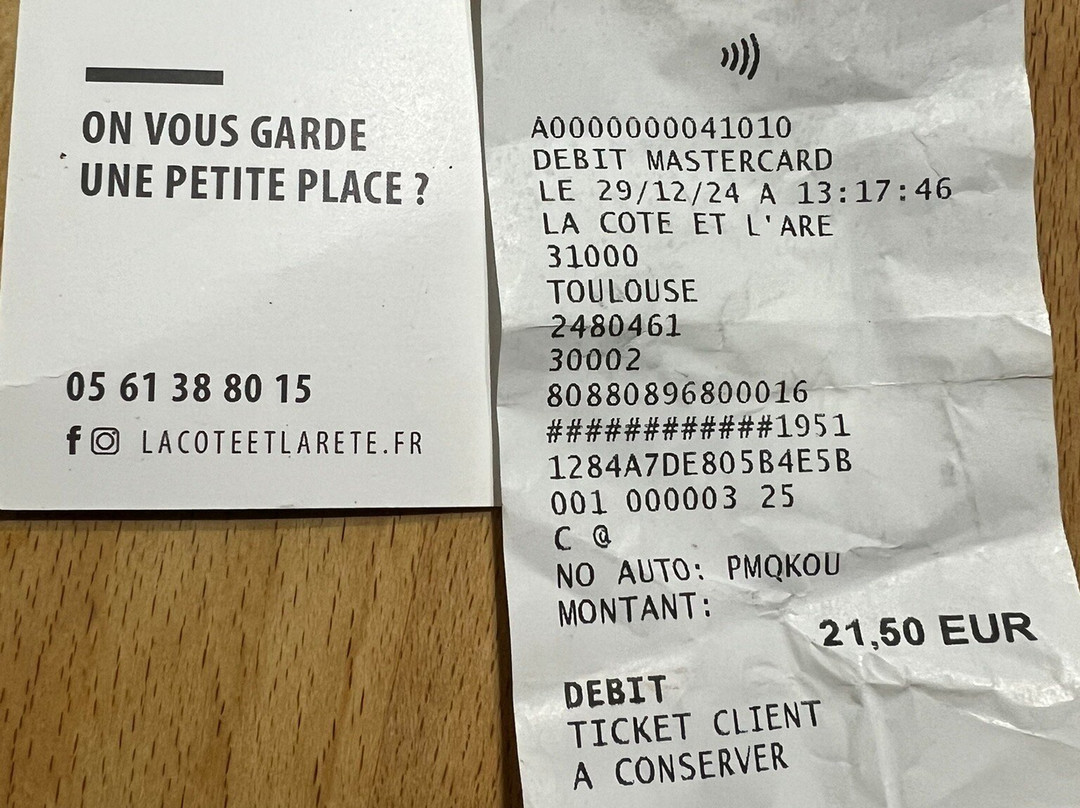 ON VOUS GARDE
UNE PETITE PLACE ?
05 61 38 80 15
LACOTEETLARETE.FR
A0000000041010
DEBIT MASTERCARD
LE 29/12/24 A 13:17:46
LA COTE ET L'ARE
31000
TOULOUSE
2480461
30002
80880896800016
############1951
1284A7DE805B4E5B
001 000003 25
C @
NO AUTO: PMQKOU
MONTANT:
21,50 EUR
DEBIT
TICKET CLIENT
A CONSERVER